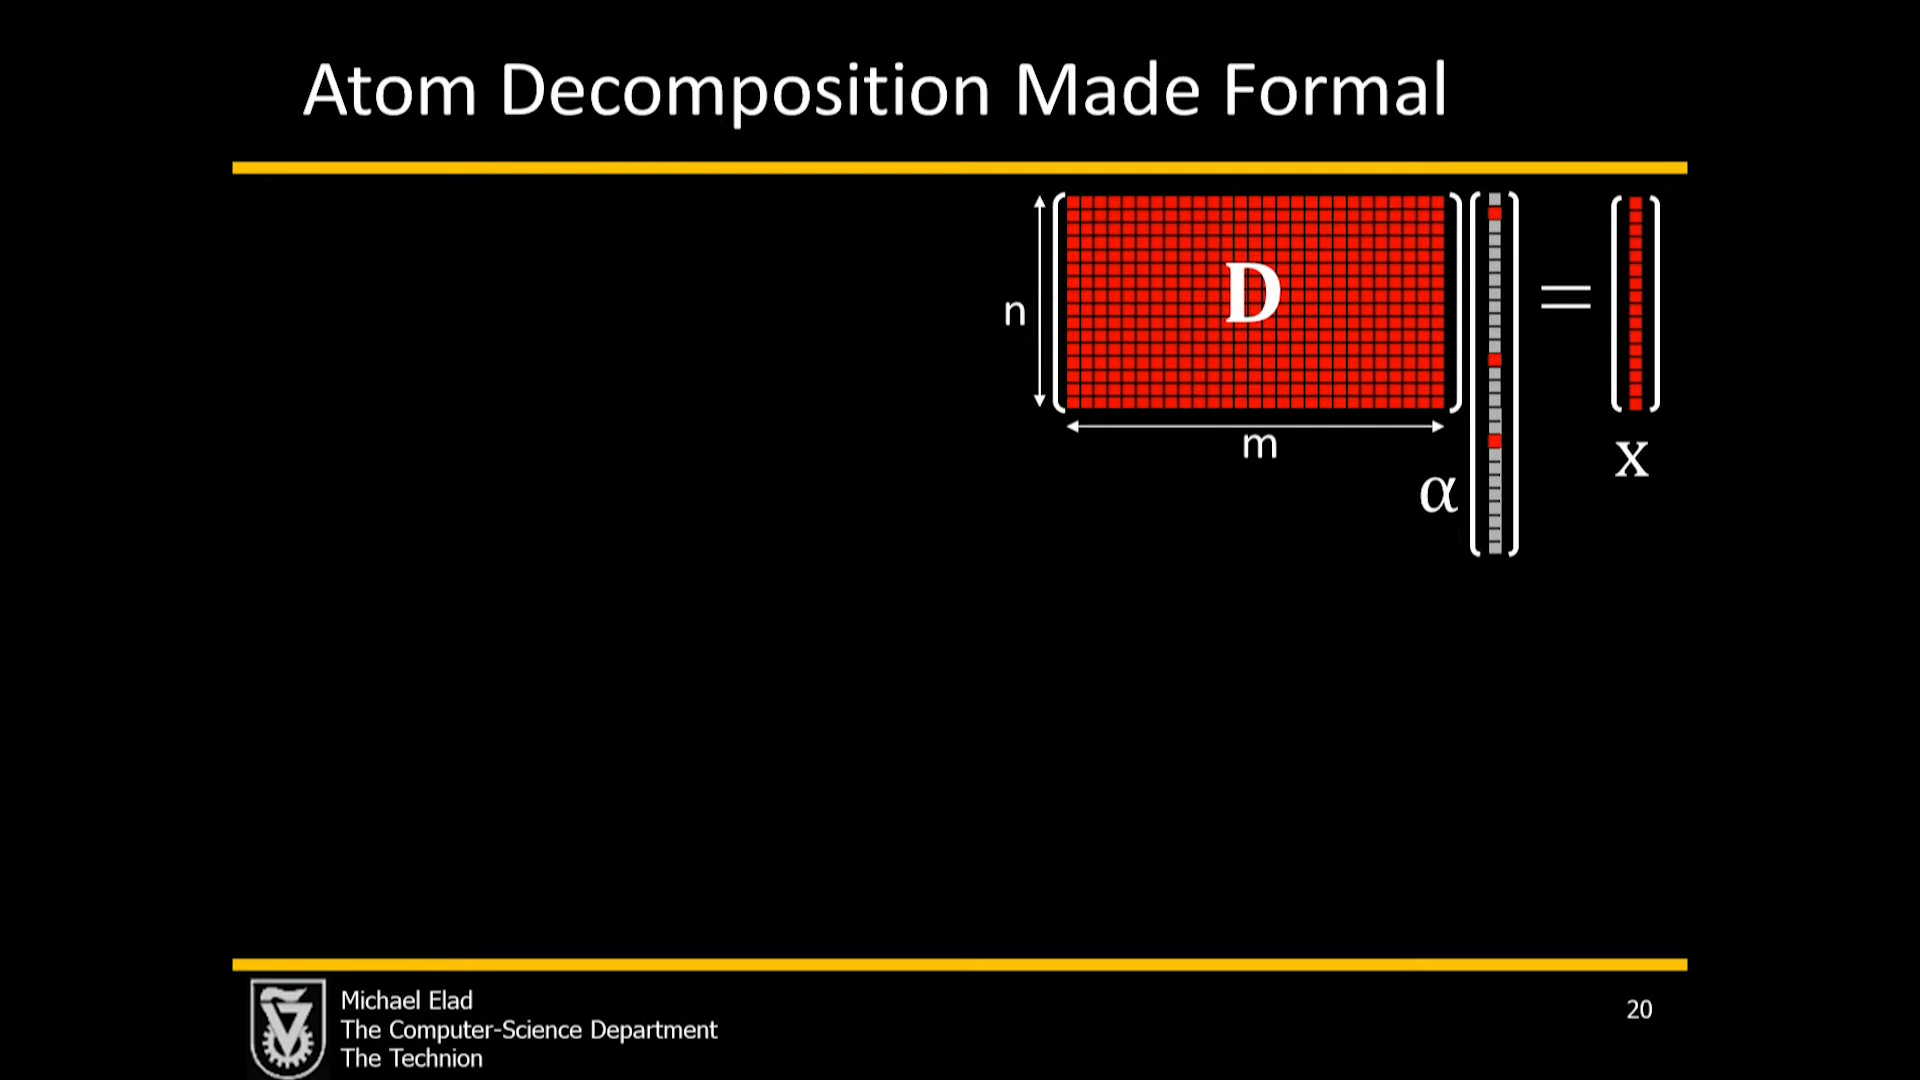 Atom Decomposition Made Formal
n
D
=
m
α
x
Michael Elad
The Computer-Science Department
The Technion
20